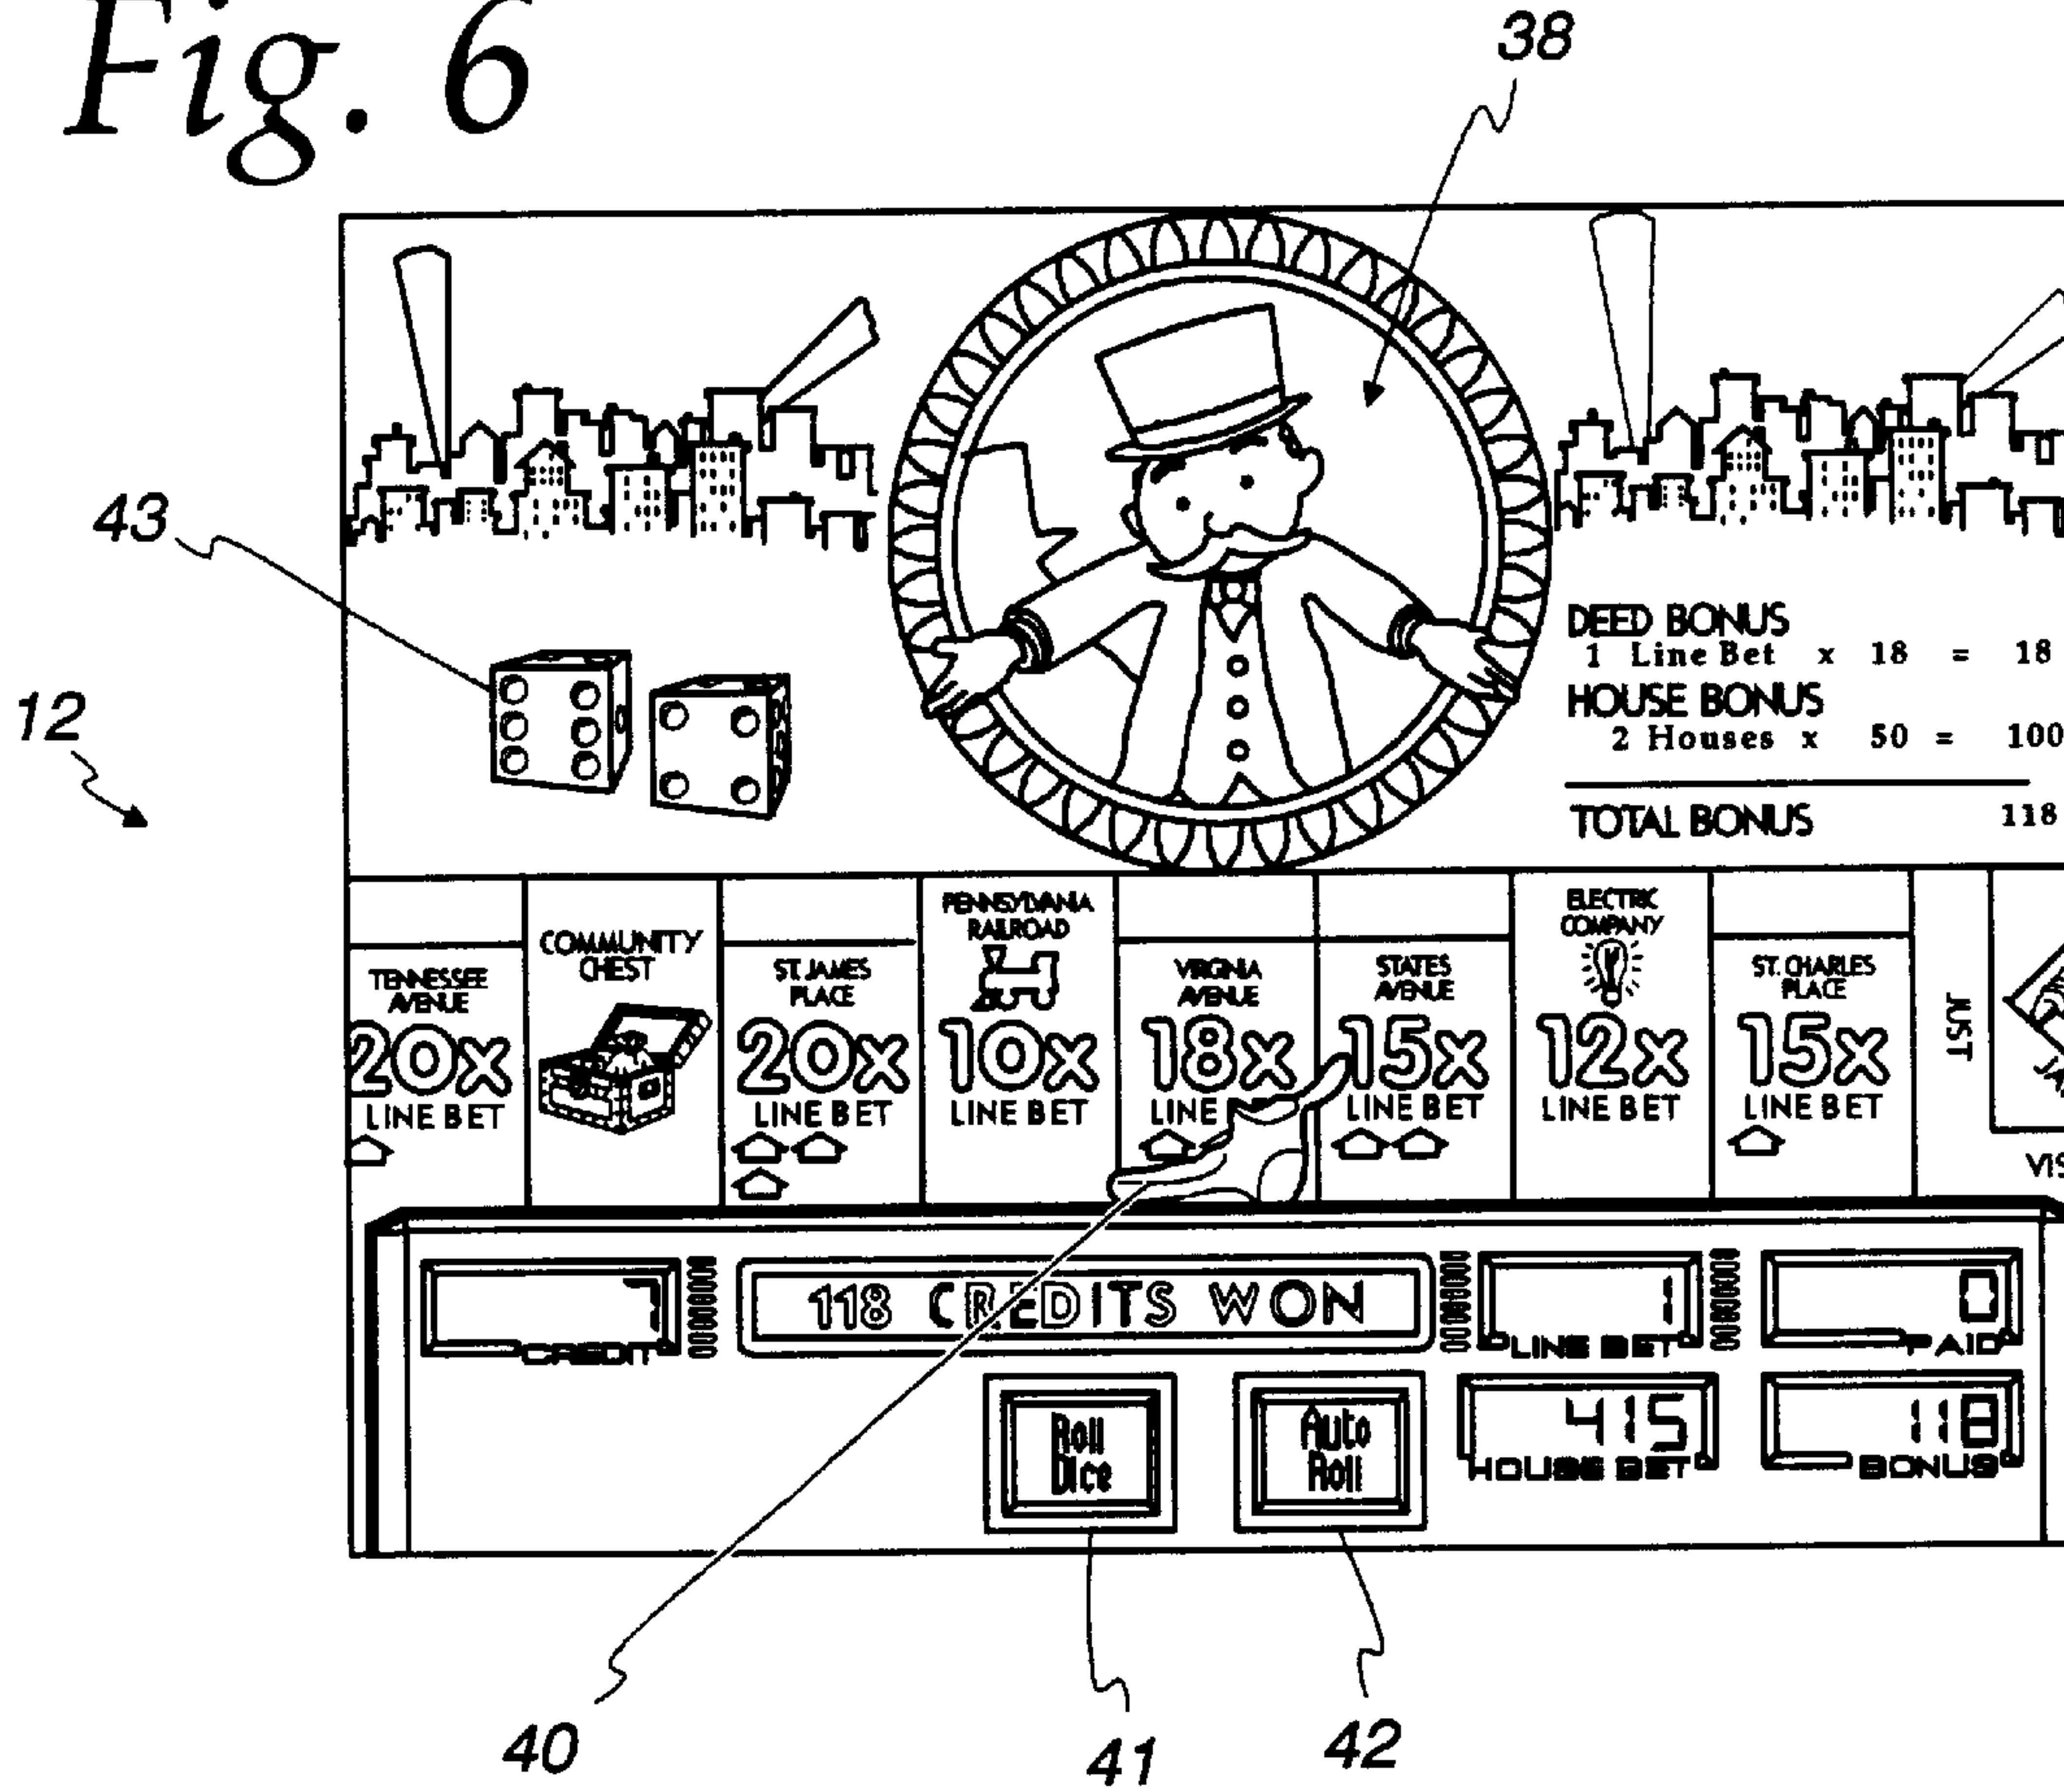 Fig. 6
38
43
12
DEED BONUS
1 Line Bet x 18 = 18
HOUSE BONUS
2 Houses x 50 = 100
TOTAL BONUS 118
TENNESSEE
AVENUE
20x
LINE BET
COMMUNITY
CHEST
ST. JAMES
PLACE
20x
LINE BET
PENNSYLVANIA
RAILROAD
10x
LINE BET
VIRGINIA
AVENUE
18x
LINE
STATES
AVENUE
15x
LINE BET
ELECTRIC
COMPANY
12x
LINE BET
ST. CHARLES
PLACE
15x
LINE BET
JUST
VIS
CREDIT
118 CREDITS WON
1
LINE BET
0
PAID
Roll
Dice
Auto
Roll
415
HOUSE BET
118
BONUS
40
41
42